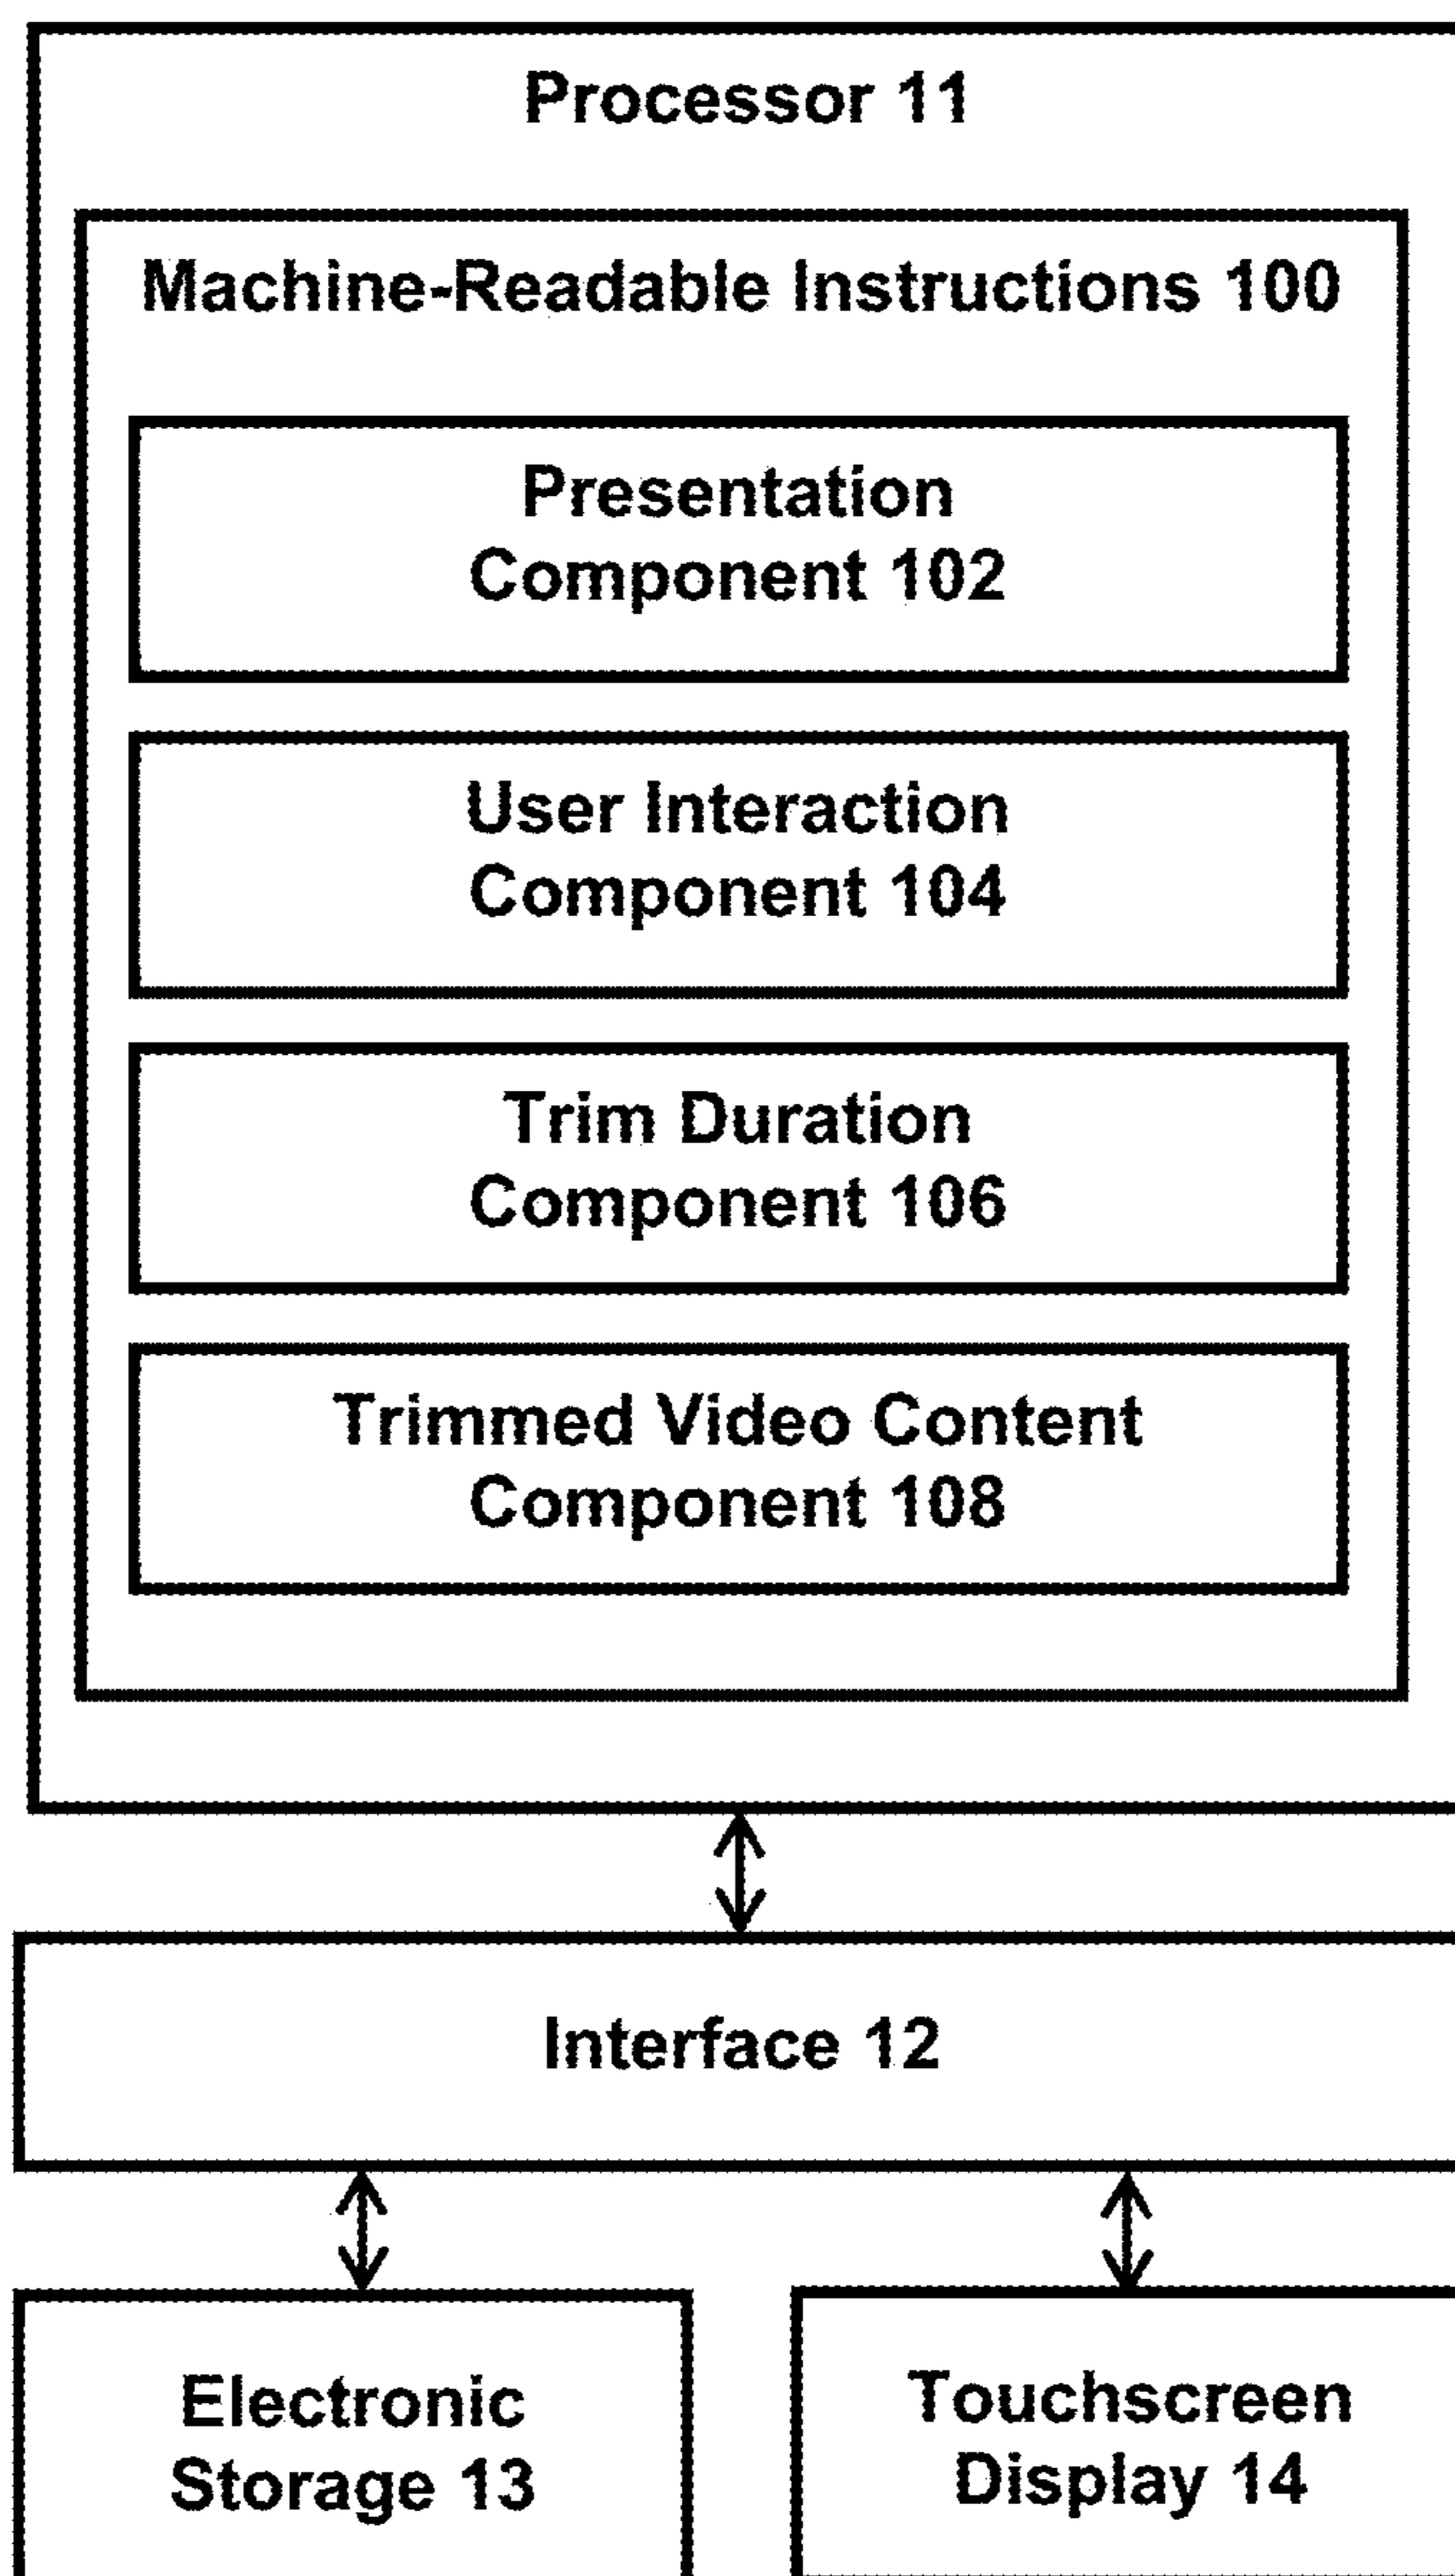 Processor 11
Machine-Readable Instructions 100
Presentation
Component 102
User Interaction
Component 104
Trim Duration
Component 106
Trimmed Video Content
Component 108
Interface 12
Electronic
Storage 13
Touchscreen
Display 14